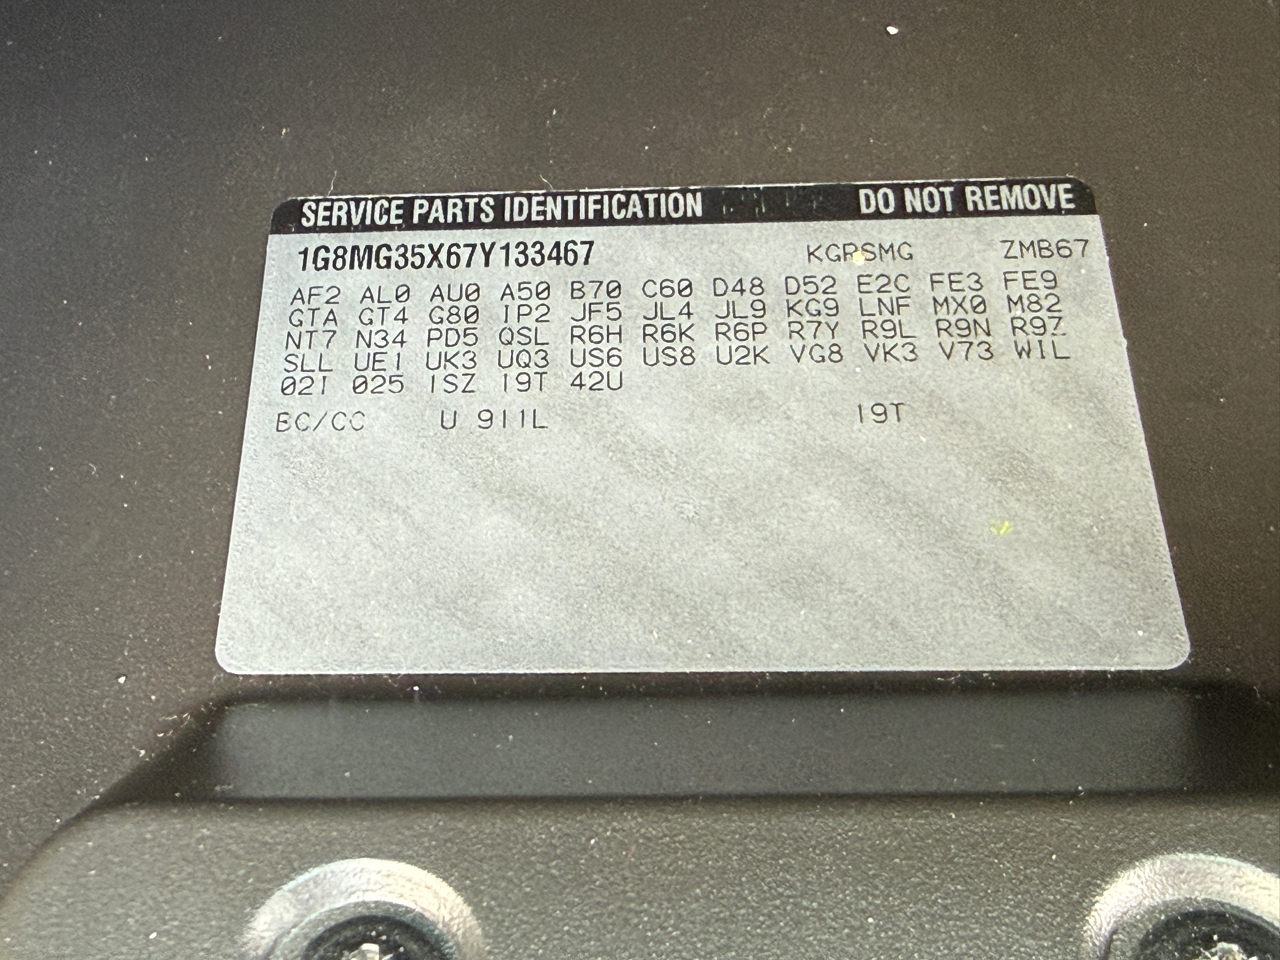 SERVICE PARTS IDENTIFICATION DO NOT REMOVE
1G8MG35X67Y133467 KGRSMG ZMB67
AF2 AL0 AU0 A50 B70 C60 D48 D52 E2C FE3 FE9
GTA GT4 G80 IP2 JF5 JL4 JL9 KG9 LNF MX0 M82
NT7 N34 PD5 QSL R6H R6K R6P R7Y R9L R9N R9Z
SLL UE1 UK3 UQ3 US6 US8 U2K VG8 VK3 V73 WIL
02I 025 ISZ I9T 42U
BC/CC U 911L I9T